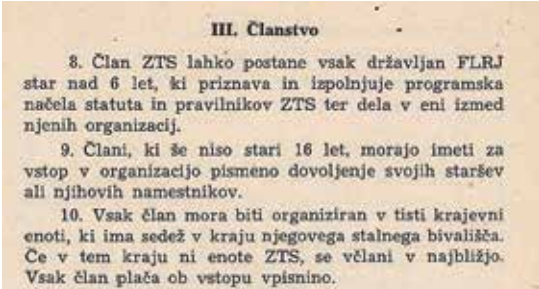 III. Članstvo
8. Član ZTS lahko postane vsak državljan FLRJ
star nad 6 let, ki priznava in izpolnjuje programska
načela statuta in pravilnikov ZTS ter dela v eni izmed
njenih organizacij.
9. Člani, ki še niso stari 16 let, morajo imeti za
vstop v organizacijo pismeno dovoljenje svojih staršev
ali njihovih namestnikov.
10. Vsak član mora biti organiziran v tisti krajevni
enoti, ki ima sedež v kraju njegovega stalnega bivališča.
Če v tem kraju ni enote ZTS, se včlani v najbližjo.
Vsak član plača ob vstopu vpisnino.